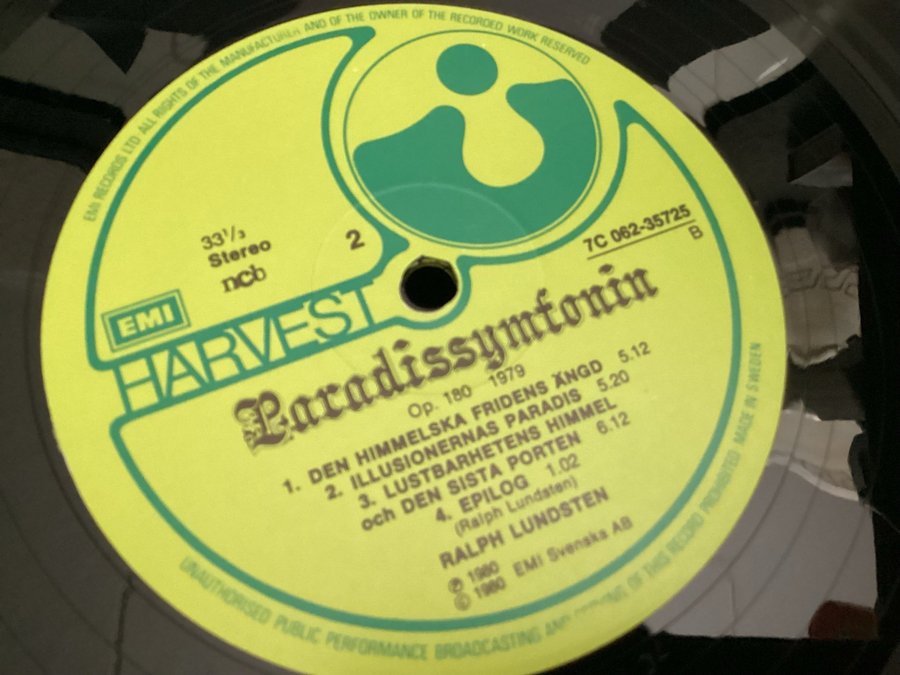 EMI RECORDS LTD ALL RIGHTS OF THE MANUFACTURER AND OF THE OWNER OF THE RECORDED WORK RESERVED
33⅓
Stereo
ncb
2
7C 062-35725
B
EMI
HARVEST
Paradissymfonin
Op. 180 1979
1. DEN HIMMELSKA FRIDENS ÄNGD 5.12
2. ILLUSIONERNAS PARADIS 5.20
3. LUSTBARHETENS HIMMEL
och DEN SISTA PORTEN 6.12
4. EPILOG 1.02
(Ralph Lundsten)
RALPH LUNDSTEN
Ⓟ 1980
© 1980 EMI Svenska AB
UNAUTHORISED PUBLIC PERFORMANCE BROADCASTING AND COPYING OF THIS RECORD PROHIBITED MADE IN SWEDEN